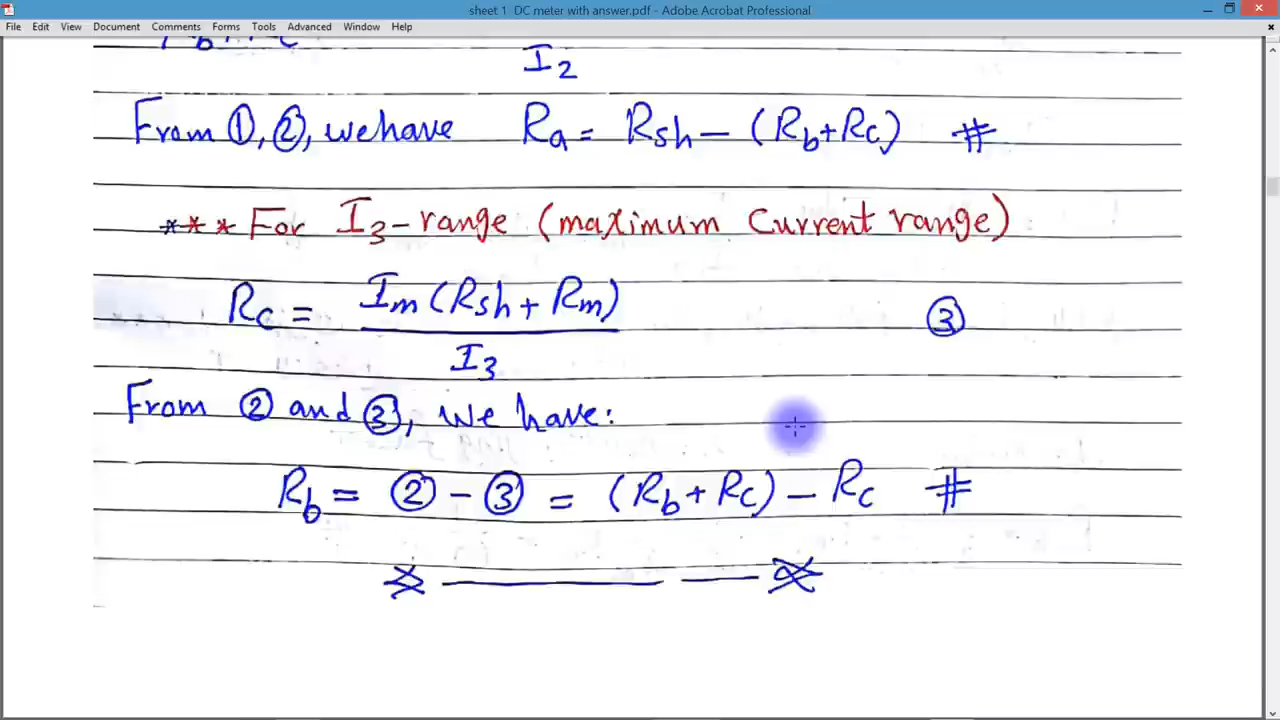 sheet 1 DC meter with answer.pdf - Adobe Acrobat Professional
File Edit View Document Comments Forms Tools Advanced Window Help
I2
From ①, ②, we have Ra = Rsh - (Rb+Rc) #
*** For I3-range (maximum Current range)
Rc = Im (Rsh + Rm)
I3
③
From ② and ③, we have:
Rb = ② - ③ = (Rb + Rc) - Rc #